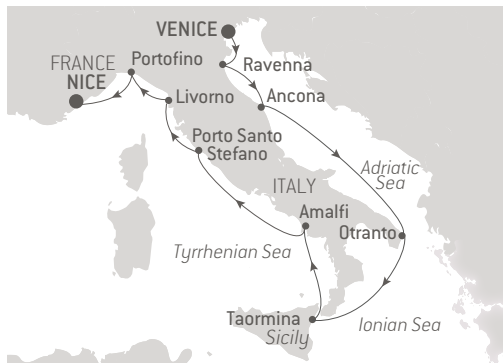 VENICE
FRANCE
Portofino
NICE
Ravenna
Livorno
Ancona
Porto Santo
Stefano
Adriatic
Sea
ITALY
Amalfi
Otranto
Tyrrhenian Sea
Taormina
Sicily
Ionian Sea